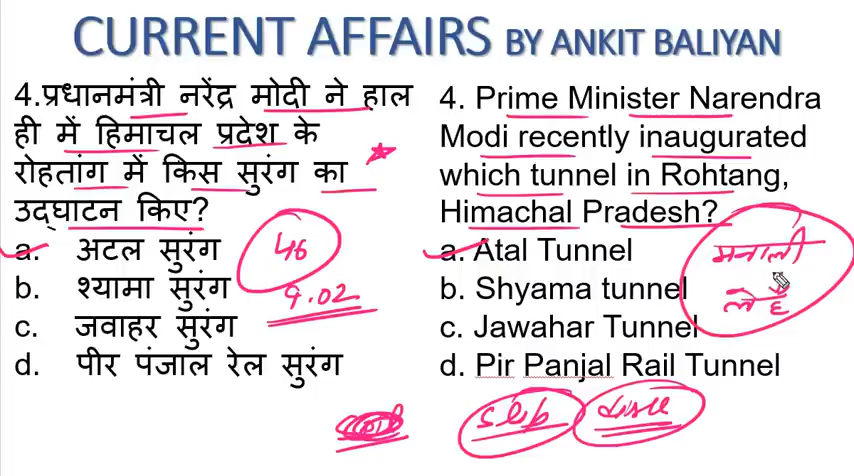 CURRENT AFFAIRS BY ANKIT BALIYAN
4.प्रधानमंत्री नरेंद्र मोदी ने हाल
ही में हिमाचल प्रदेश के
रोहतांग में किस सुरंग का
उद्घाटन किए?
a. अटल सुरंग
b. श्यामा सुरंग
c. जवाहर सुरंग
d. पीर पंजाल रेल सुरंग
46
9.02
4. Prime Minister Narendra
Modi recently inaugurated
which tunnel in Rohtang,
Himachal Pradesh?
a. Atal Tunnel
b. Shyama tunnel
c. Jawahar Tunnel
d. Pir Panjal Rail Tunnel
मनाली